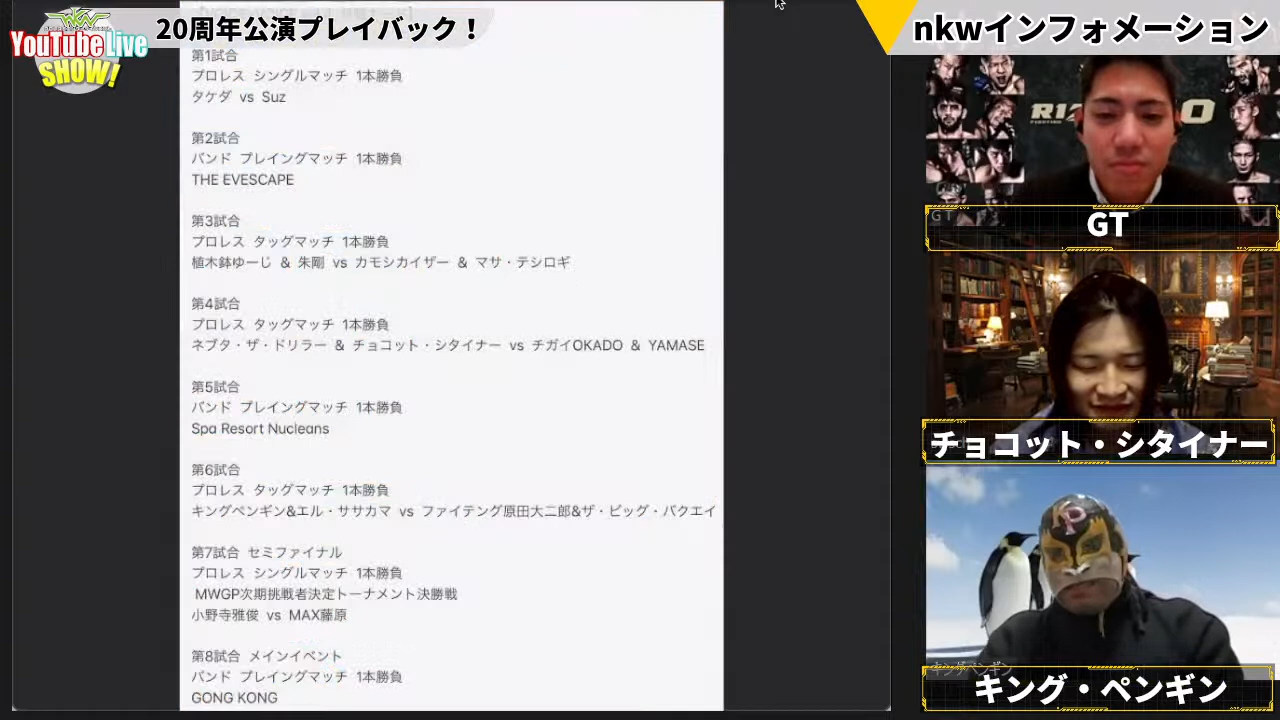 YouTube Live
SHOW!
20周年公演プレイバック！
nkwインフォメーション
第1試合
プロレス シングルマッチ 1本勝負
タケダ vs Suz
第2試合
バンド プレイングマッチ 1本勝負
THE EVESCAPE
第3試合
プロレス タッグマッチ 1本勝負
植木鉢ゆーじ & 朱剛 vs カモシカイザー & マサ・テシロギ
第4試合
プロレス タッグマッチ 1本勝負
ネブタ・ザ・ドリラー & チョコット・シタイナー vs チガイOKADO & YAMASE
第5試合
バンド プレイングマッチ 1本勝負
Spa Resort Nucleans
第6試合
プロレス タッグマッチ 1本勝負
キングペンギン&エル・ササカマ vs ファイテング原田大二郎&ザ・ビッグ・バクエイ
第7試合 セミファイナル
プロレス シングルマッチ 1本勝負
MWGP次期挑戦者決定トーナメント決勝戦
小野寺雅俊 vs MAX藤原
第8試合 メインイベント
バンド プレイングマッチ 1本勝負
GONG KONG
GT
GT
チョコット・シタイナー
キングペンギン
キング・ペンギン